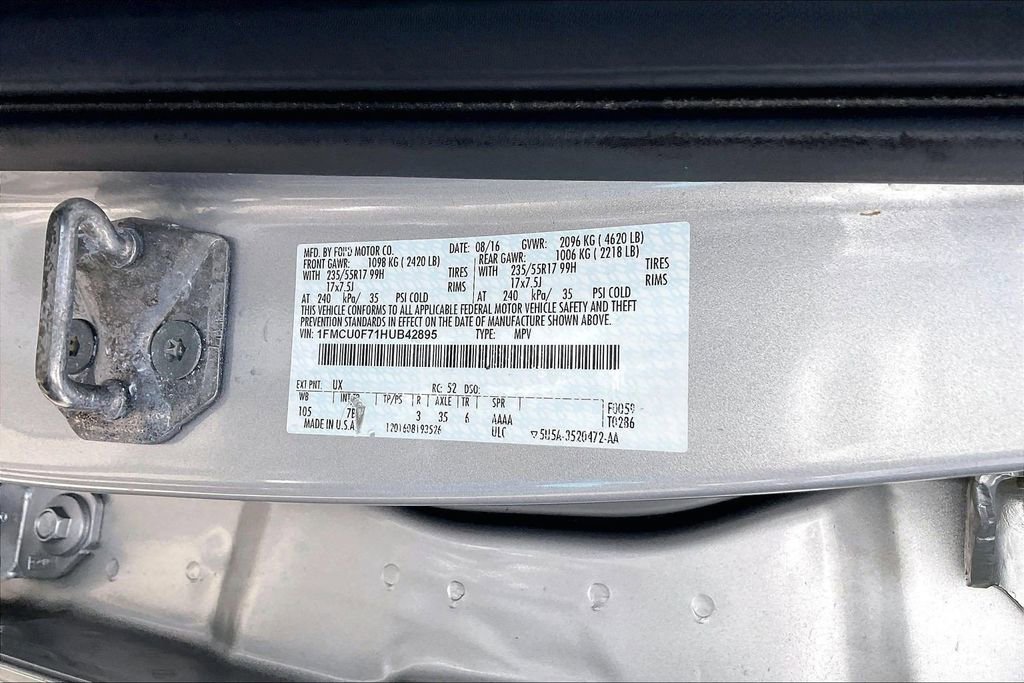 MFD. BY FORD MOTOR CO. DATE: 08/16 GVWR: 2096 KG ( 4620 LB)
FRONT GAWR: 1098 KG ( 2420 LB) REAR GAWR: 1006 KG ( 2218 LB)
WITH 235/55R17 99H TIRES WITH 235/55R17 99H TIRES
17x7.5J RIMS 17x7.5J RIMS
AT 240 kPa/ 35 PSI COLD AT 240 kPa/ 35 PSI COLD
THIS VEHICLE CONFORMS TO ALL APPLICABLE FEDERAL MOTOR VEHICLE SAFETY AND THEFT
PREVENTION STANDARDS IN EFFECT ON THE DATE OF MANUFACTURE SHOWN ABOVE.
VIN: 1FMCU0F71HUB42895 TYPE: MPV
EXT PNT: UX RC: 52 DSO:
WB INT TR TP/PS R AXLE TR SPR F0059
105 7B 3 35 6 AAAA T0286
MADE IN U.S.A 1201608193526 ULC ▽5U5A-3520472-AA